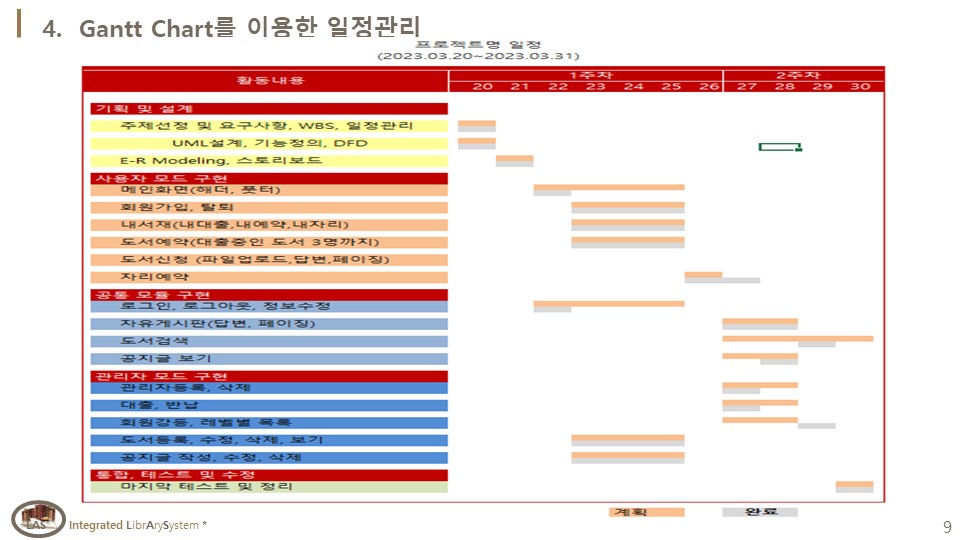 4. Gantt Chart를 이용한 일정관리
프로젝트명 일정
(2023.03.20~2023.03.31)
활동내용
1주차 2주차
20 21 22 23 24 25 26 27 28 30
기획 및 설계
주제선정 및 요구사항, WBS, 일정관리
UML설계, 기능정의, DFD
E-R Modeling, 스토리보드
사용자 모드 구현
메인화면(해더, 풋터)
회원가입, 탈퇴
내서재(내대출,내예약,내자리)
도서예약(대출중인 도서 3명까지)
도서신청 (파일업로드,답변,페이징)
자리예약
공통 모듈 구현
로그인, 로그아웃, 정보수정
자유게시판(답변, 페이징)
도서검색
공지글 보기
관리자 모드 구현
관리자등록, 삭제
대출, 반납
회원강등, 레벨별 목록
도서등록, 수정, 삭제, 보기
공지글 작성, 수정, 삭제
통합, 테스트 및 수정
마지막 테스트 및 정리
계획 완료
LAS Integrated LibrArySystem *
9